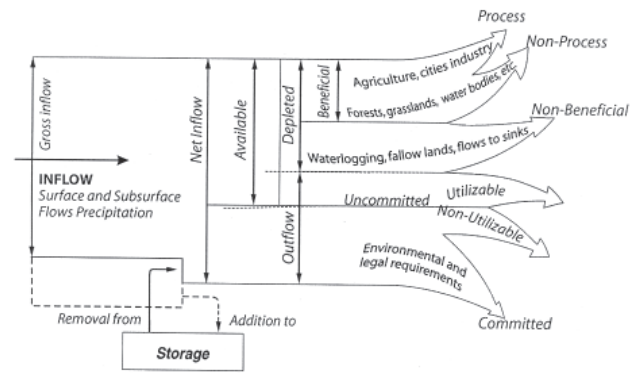 Process
Non-Process
Agriculture, cities industry
Forests, grasslands, water bodies, etc
Non-Beneficial
Waterlogging, fallow lands, flows to sinks
Gross inflow
Net Inflow
Available
Depleted
Beneficial
INFLOW
Surface and Subsurface
Flows Precipitation
Uncommitted
Utilizable
Non-Utilizable
Outflow
Environmental and
legal requirements
Committed
Removal from
Addition to
Storage